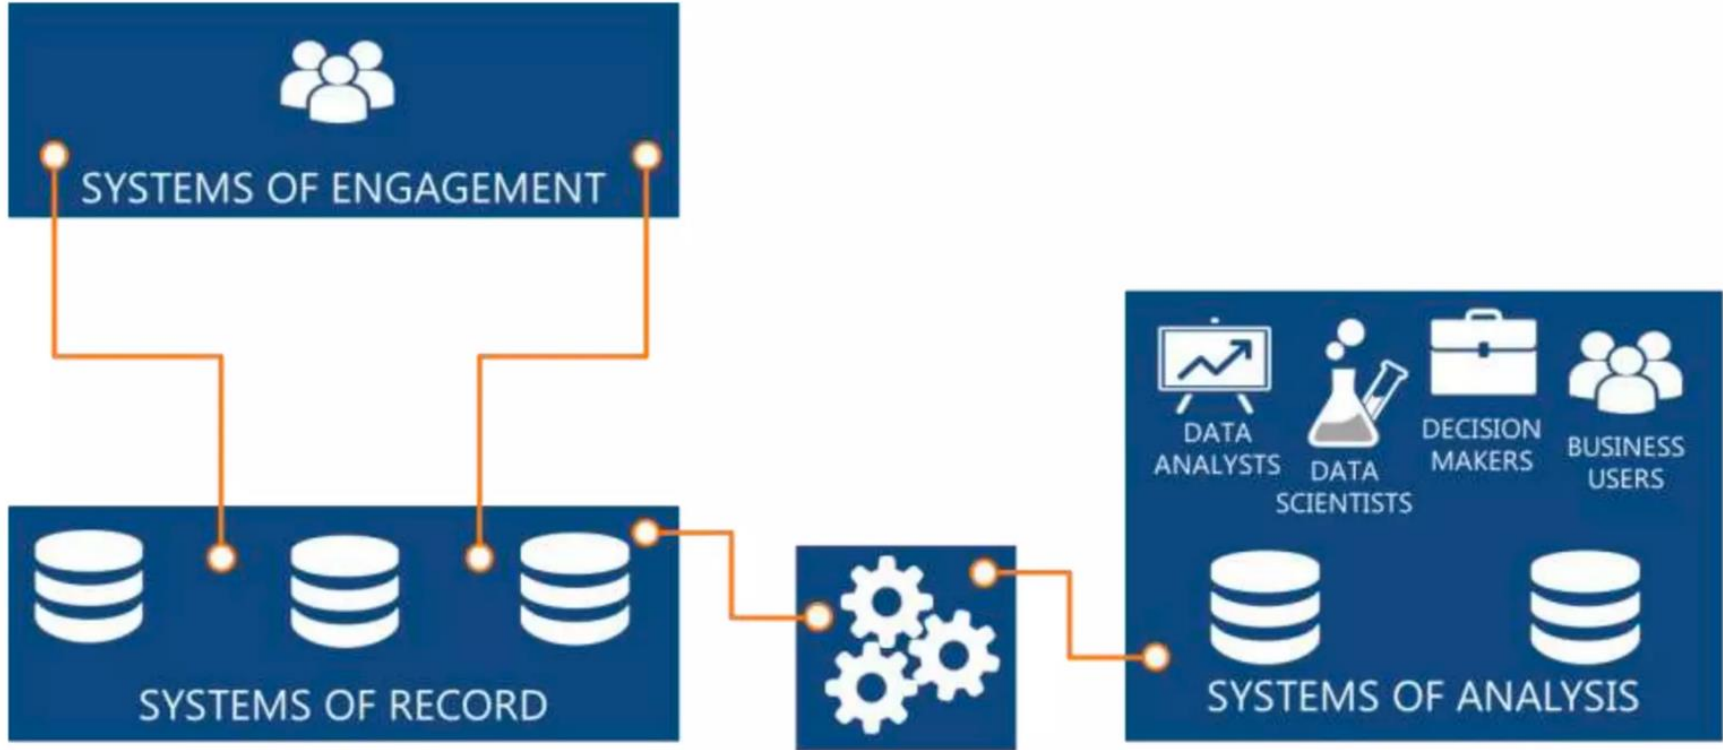 SYSTEMS OF ENGAGEMENT
SYSTEMS OF RECORD
DATA
ANALYSTS
DATA
SCIENTISTS
DECISION
MAKERS
BUSINESS
USERS
SYSTEMS OF ANALYSIS